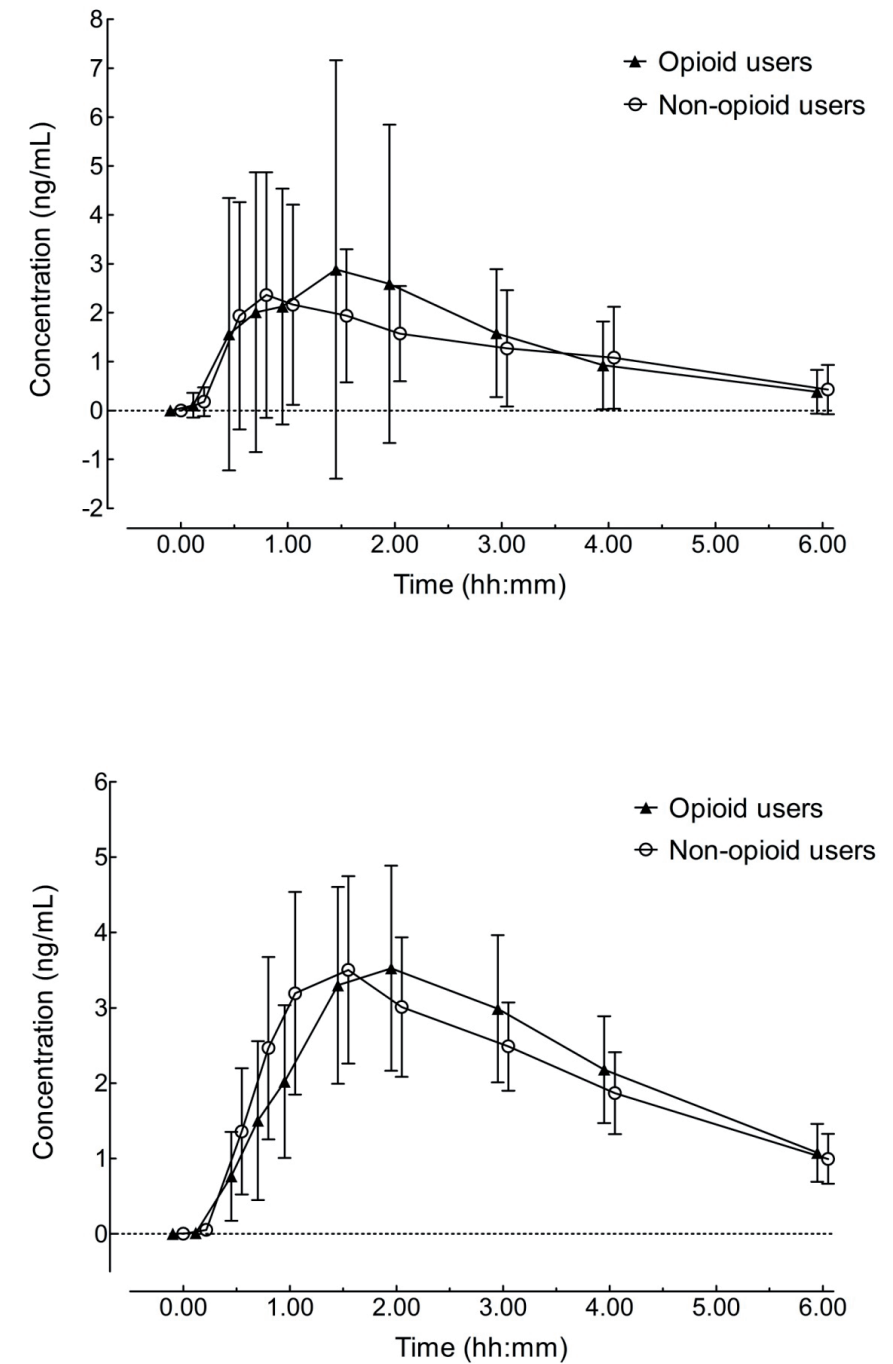 8
7
6
5
4
3
2
1
0
-1
-2
Concentration (ng/mL)
Opioid users
Non-opioid users
0.00 1.00 2.00 3.00 4.00 5.00 6.00
Time (hh:mm)
6
5
4
3
2
1
0
Concentration (ng/mL)
Opioid users
Non-opioid users
0.00 1.00 2.00 3.00 4.00 5.00 6.00
Time (hh:mm)